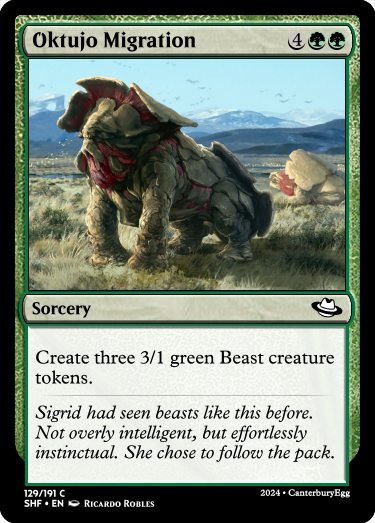 Oktujo Migration 4
Sorcery
Create three 3/1 green Beast creature
tokens.
Sigrid had seen beasts like this before.
Not overly intelligent, but effortlessly
instinctual. She chose to follow the pack.
129/191 C
SHF • EN Ricardo Robles
2024 • CanterburyEgg